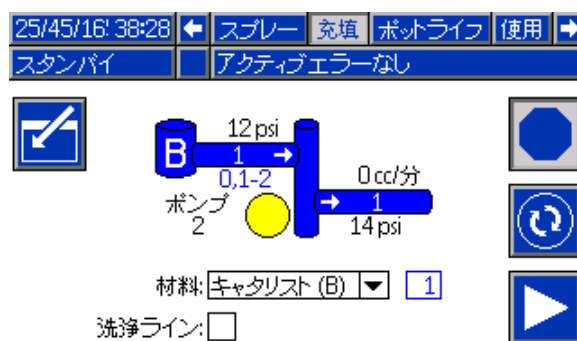 25/45/16 38:28 スプレー 充填 ポットライフ 使用
スタンバイ アクティブエラーなし
12 psi
B 1
0,1-2
ポンプ 2
0 cc/分
1
14 psi
材料: キャタリスト (B) 1
洗浄ライン: